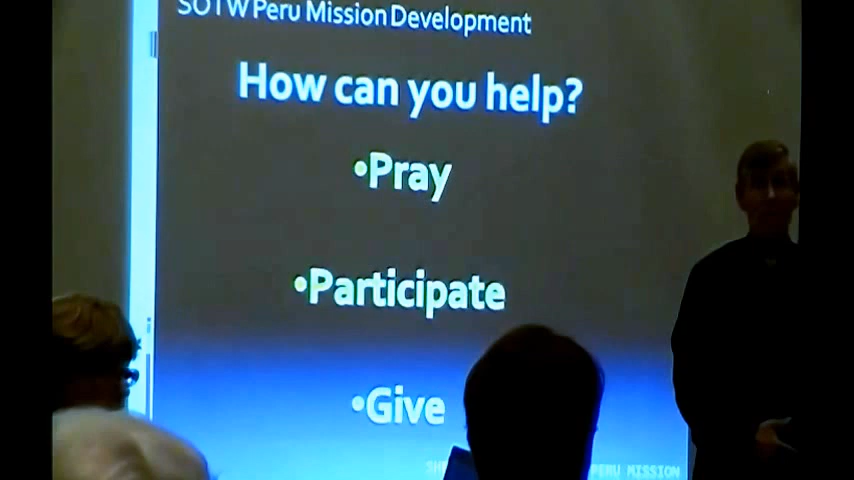 SOTW Peru Mission Development
How can you help?
•Pray
•Participate
•Give
PERU MISSION